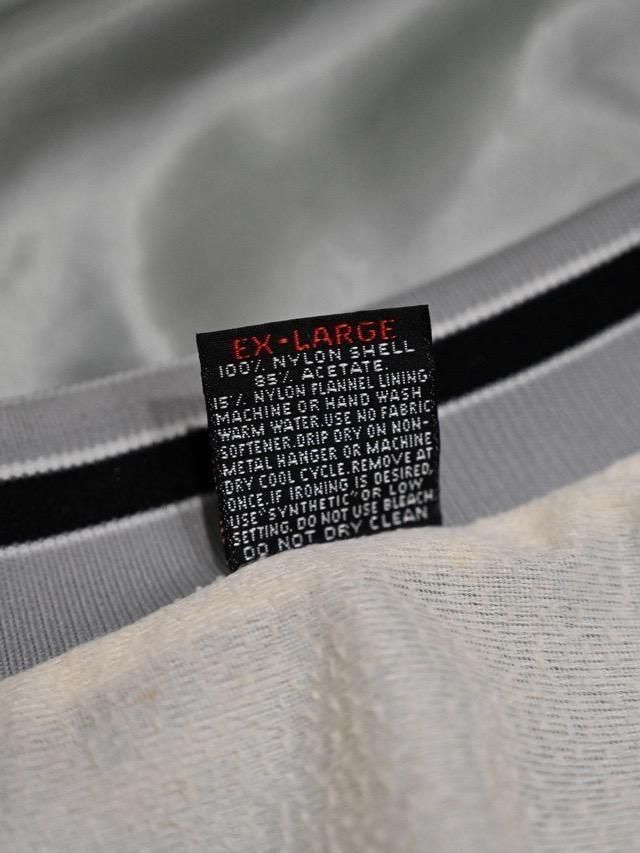 EX-LARGE
100% NYLON SHELL
85% ACETATE
15% NYLON FLANNEL LINING
MACHINE OR HAND WASH
WARM WATER.USE NO FABRIC
SOFTENER.DRIP DRY ON NON-
METAL HANGER OR MACHINE
DRY COOL CYCLE.REMOVE AT
ONCE.IF IRONING IS DESIRED,
USE "SYNTHETIC" OR LOW
SETTING. DO NOT USE BLEACH
DO NOT DRY CLEAN